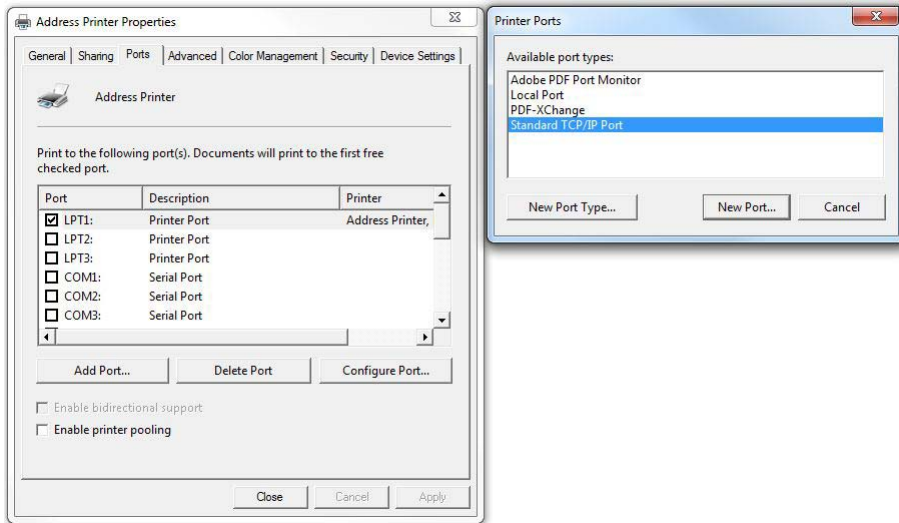 Address Printer Properties
General Sharing Ports Advanced Color Management Security Device Settings
Address Printer
Print to the following port(s). Documents will print to the first free
checked port.
Port Description Printer
LPT1: Printer Port Address Printer,
LPT2: Printer Port
LPT3: Printer Port
COM1: Serial Port
COM2: Serial Port
COM3: Serial Port
Add Port... Delete Port Configure Port...
Enable bidirectional support
Enable printer pooling
Close Cancel Apply
Printer Ports
Available port types:
Adobe PDF Port Monitor
Local Port
PDF-XChange
Standard TCP/IP Port
New Port Type... New Port... Cancel